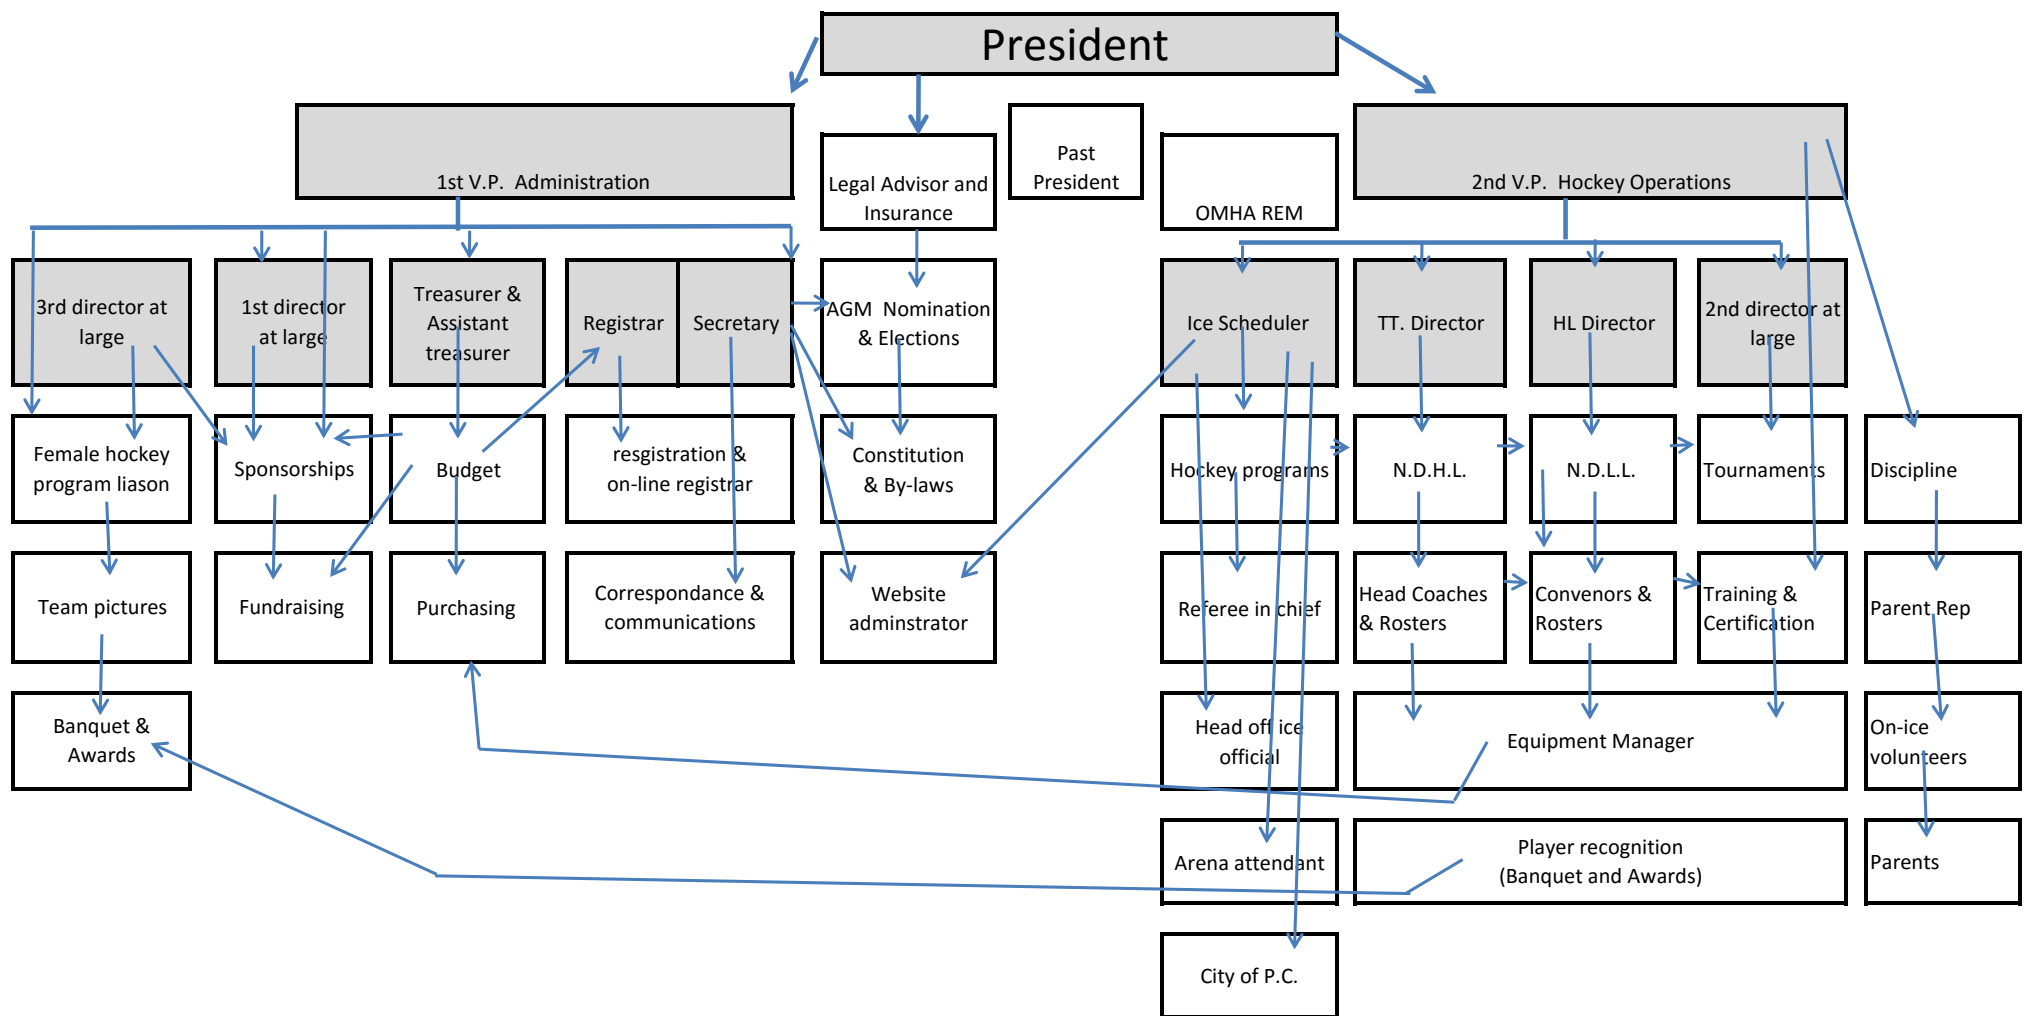 President
1st V.P.  Administration
Legal Advisor and
Insurance
Past
President
OMHA REM
2nd V.P.  Hockey Operations
3rd director at
large
1st director
at large
Treasurer &
Assistant
treasurer
Registrar
Secretary
AGM  Nomination
& Elections
Ice Scheduler
TT. Director
HL Director
2nd director at
large
Female hockey
program liason
Sponsorships
Budget
resgistration &
on-line registrar
Constitution
& By-laws
Hockey programs
N.D.H.L.
N.D.L.L.
Tournaments
Discipline
Team pictures
Fundraising
Purchasing
Correspondance &
communications
Website
adminstrator
Referee in chief
Head Coaches
& Rosters
Convenors &
Rosters
Training &
Certification
Parent Rep
Banquet &
Awards
Head off ice
official
Equipment Manager
On-ice
volunteers
Arena attendant
Player recognition
(Banquet and Awards)
Parents
City of P.C.